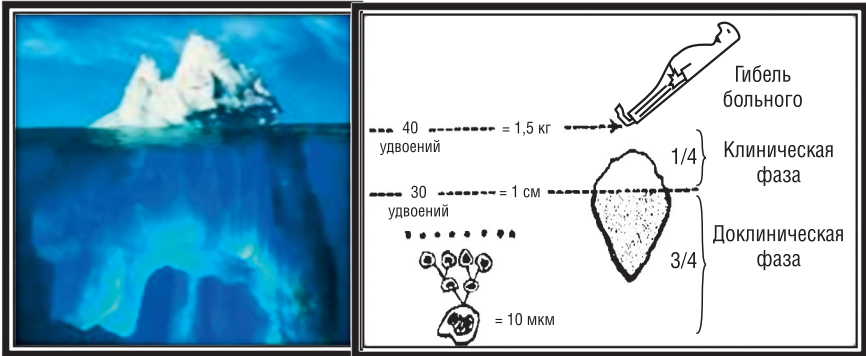 Гибель
больного
40
удвоений
= 1,5 кг
1/4
Клиническая
фаза
30
удвоений
= 1 см
Доклиническая
фаза
3/4
= 10 мкм